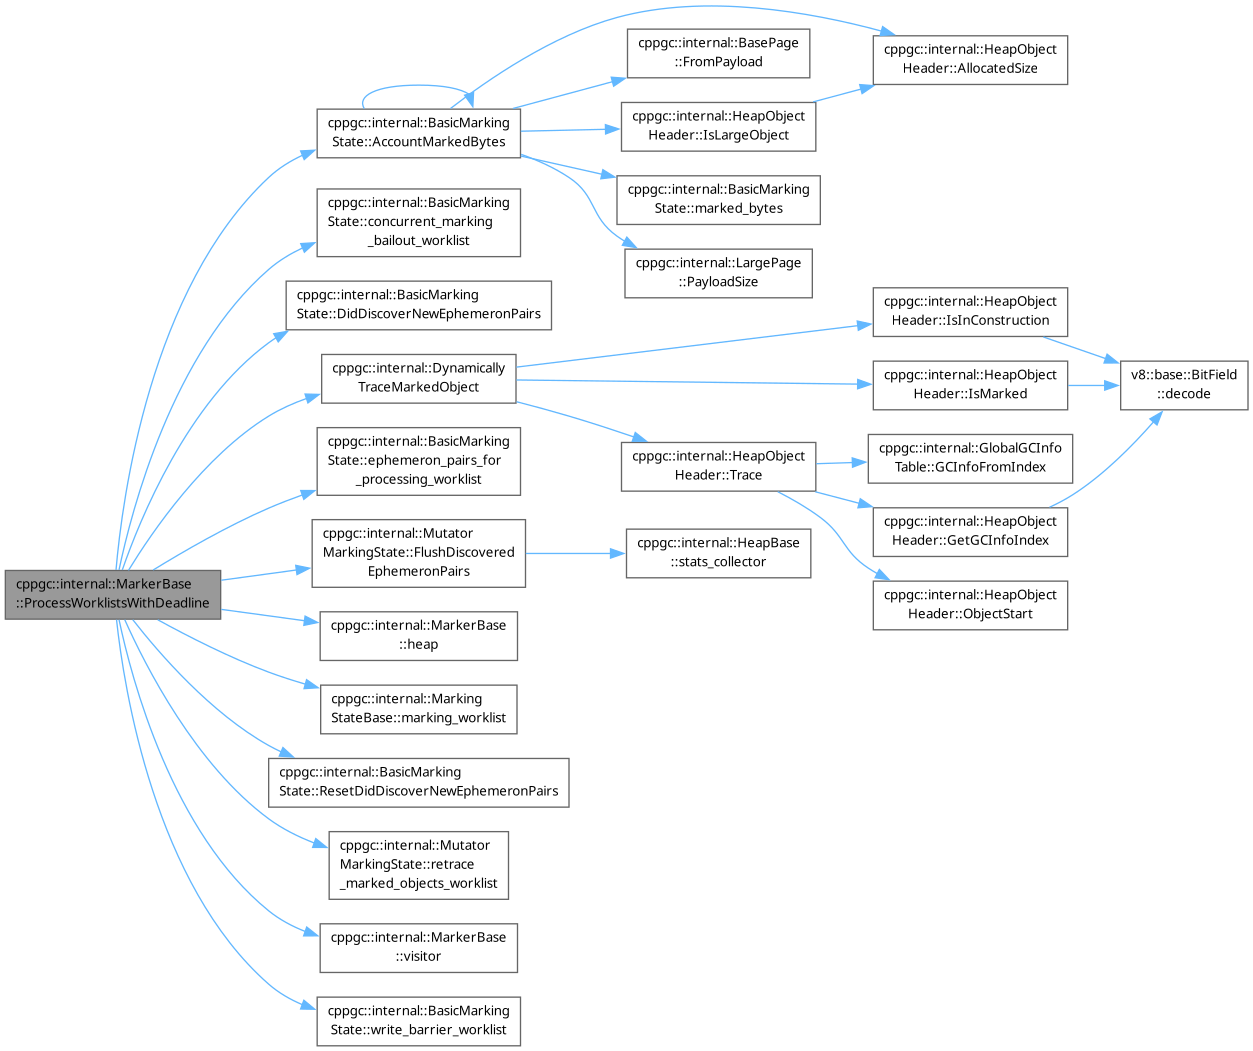 cppgc::internal::MarkerBase
::ProcessWorklistsWithDeadline
cppgc::internal::BasicMarking
State::AccountMarkedBytes
cppgc::internal::BasicMarking
State::concurrent_marking
_bailout_worklist
cppgc::internal::BasicMarking
State::DidDiscoverNewEphemeronPairs
cppgc::internal::Dynamically
TraceMarkedObject
cppgc::internal::BasicMarking
State::ephemeron_pairs_for
_processing_worklist
cppgc::internal::Mutator
MarkingState::FlushDiscovered
EphemeronPairs
cppgc::internal::MarkerBase
::heap
cppgc::internal::Marking
StateBase::marking_worklist
cppgc::internal::BasicMarking
State::ResetDidDiscoverNewEphemeronPairs
cppgc::internal::Mutator
MarkingState::retrace
_marked_objects_worklist
cppgc::internal::MarkerBase
::visitor
cppgc::internal::BasicMarking
State::write_barrier_worklist
cppgc::internal::BasePage
::FromPayload
cppgc::internal::HeapObject
Header::IsLargeObject
cppgc::internal::BasicMarking
State::marked_bytes
cppgc::internal::LargePage
::PayloadSize
cppgc::internal::HeapObject
Header::Trace
cppgc::internal::HeapBase
::stats_collector
cppgc::internal::HeapObject
Header::AllocatedSize
cppgc::internal::HeapObject
Header::IsInConstruction
cppgc::internal::HeapObject
Header::IsMarked
cppgc::internal::GlobalGCInfo
Table::GCInfoFromIndex
cppgc::internal::HeapObject
Header::GetGCInfoIndex
cppgc::internal::HeapObject
Header::ObjectStart
v8::base::BitField
::decode